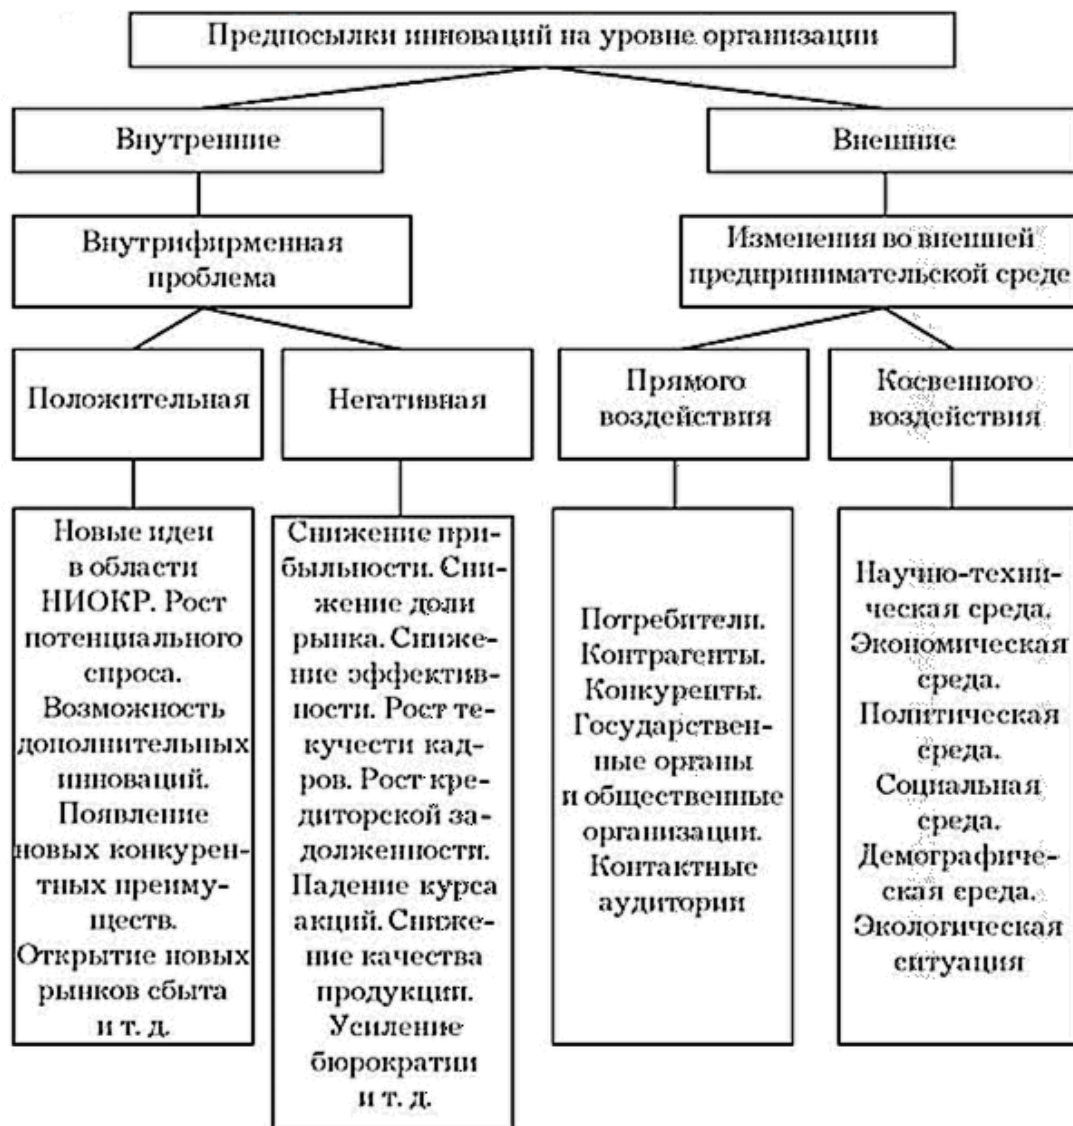 Предпосылки инноваций на уровне организации
Внутренние
Внешние
Внутрифирменная
проблема
Изменения во внешней
предпринимательской среде
Положительная
Негативная
Прямого
воздействия
Косвенного
воздействия
Новые идеи
в области
НИОКР. Рост
потенциального
спроса.
Возможность
дополнительных
инноваций.
Появление
новых конкурен-
тных преиму-
ществ.
Открытие новых
рынков сбыта
и т. д.
Снижение при-
быльности. Сни-
жение доли
рынка. Сниже-
ние эффектив-
ности. Рост те-
кучести кад-
ров. Рост кре-
диторской за-
долженности.
Падение курса
акций. Сниже-
ние качества
продукции.
Усиление
бюрократии
и т. д.
Потребители.
Контрагенты.
Конкуренты.
Государствен-
ные органы
и общественные
организации.
Контактные
аудитории
Научно-техни-
ческая среда.
Экономическая
среда.
Политическая
среда.
Социальная
среда.
Демографиче-
ская среда.
Экологическая
ситуация